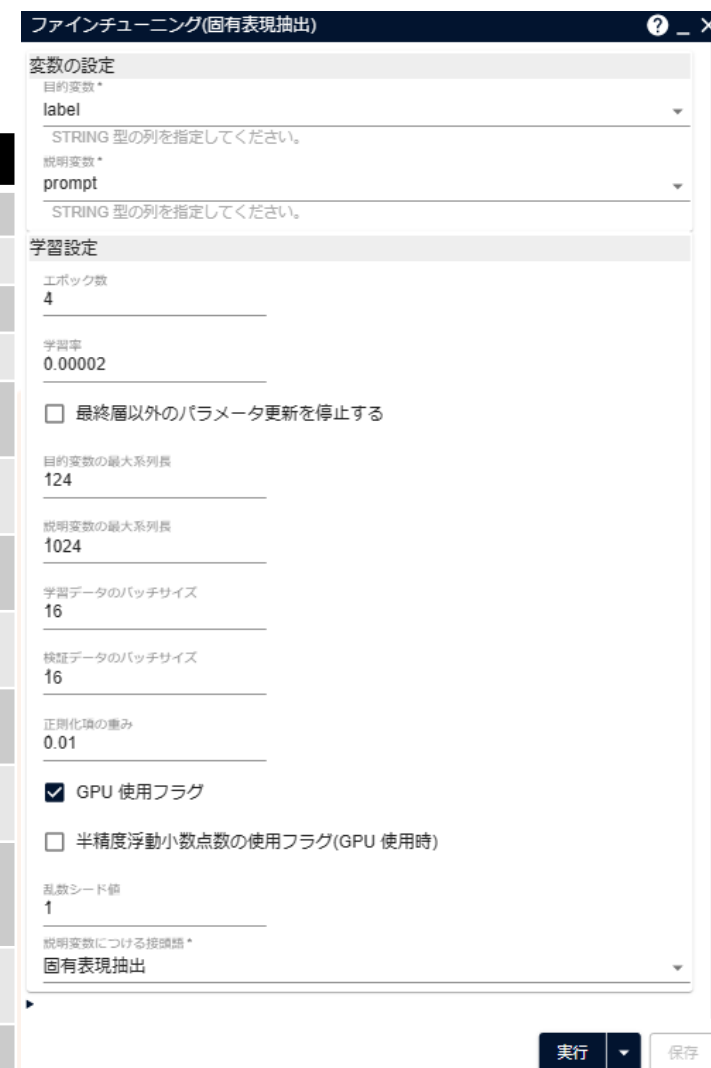 ファインチューニング(固有表現抽出)
変数の設定
目的変数 *
label
STRING 型の列を指定してください。
説明変数 *
prompt
STRING 型の列を指定してください。
学習設定
エポック数
4
学習率
0.00002
最終層以外のパラメータ更新を停止する
目的変数の最大系列長
124
説明変数の最大系列長
1024
学習データのバッチサイズ
16
検証データのバッチサイズ
16
正則化項の重み
0.01
GPU 使用フラグ
半精度浮動小数点数の使用フラグ(GPU 使用時)
乱数シード値
1
説明変数につける接頭語 *
固有表現抽出
実行
保存